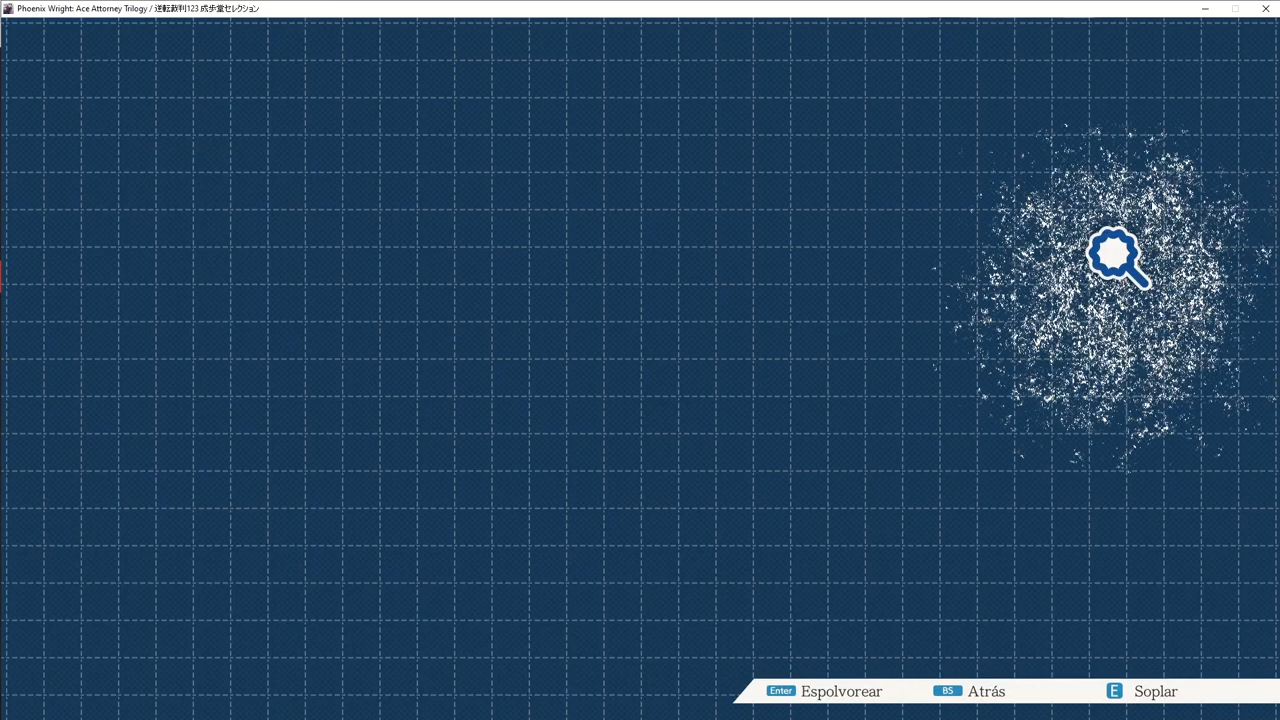 Phoenix Wright: Ace Attorney Trilogy / 逆転裁判123 成歩堂セレクション
Enter Espolvorear BS Atrás E Soplar